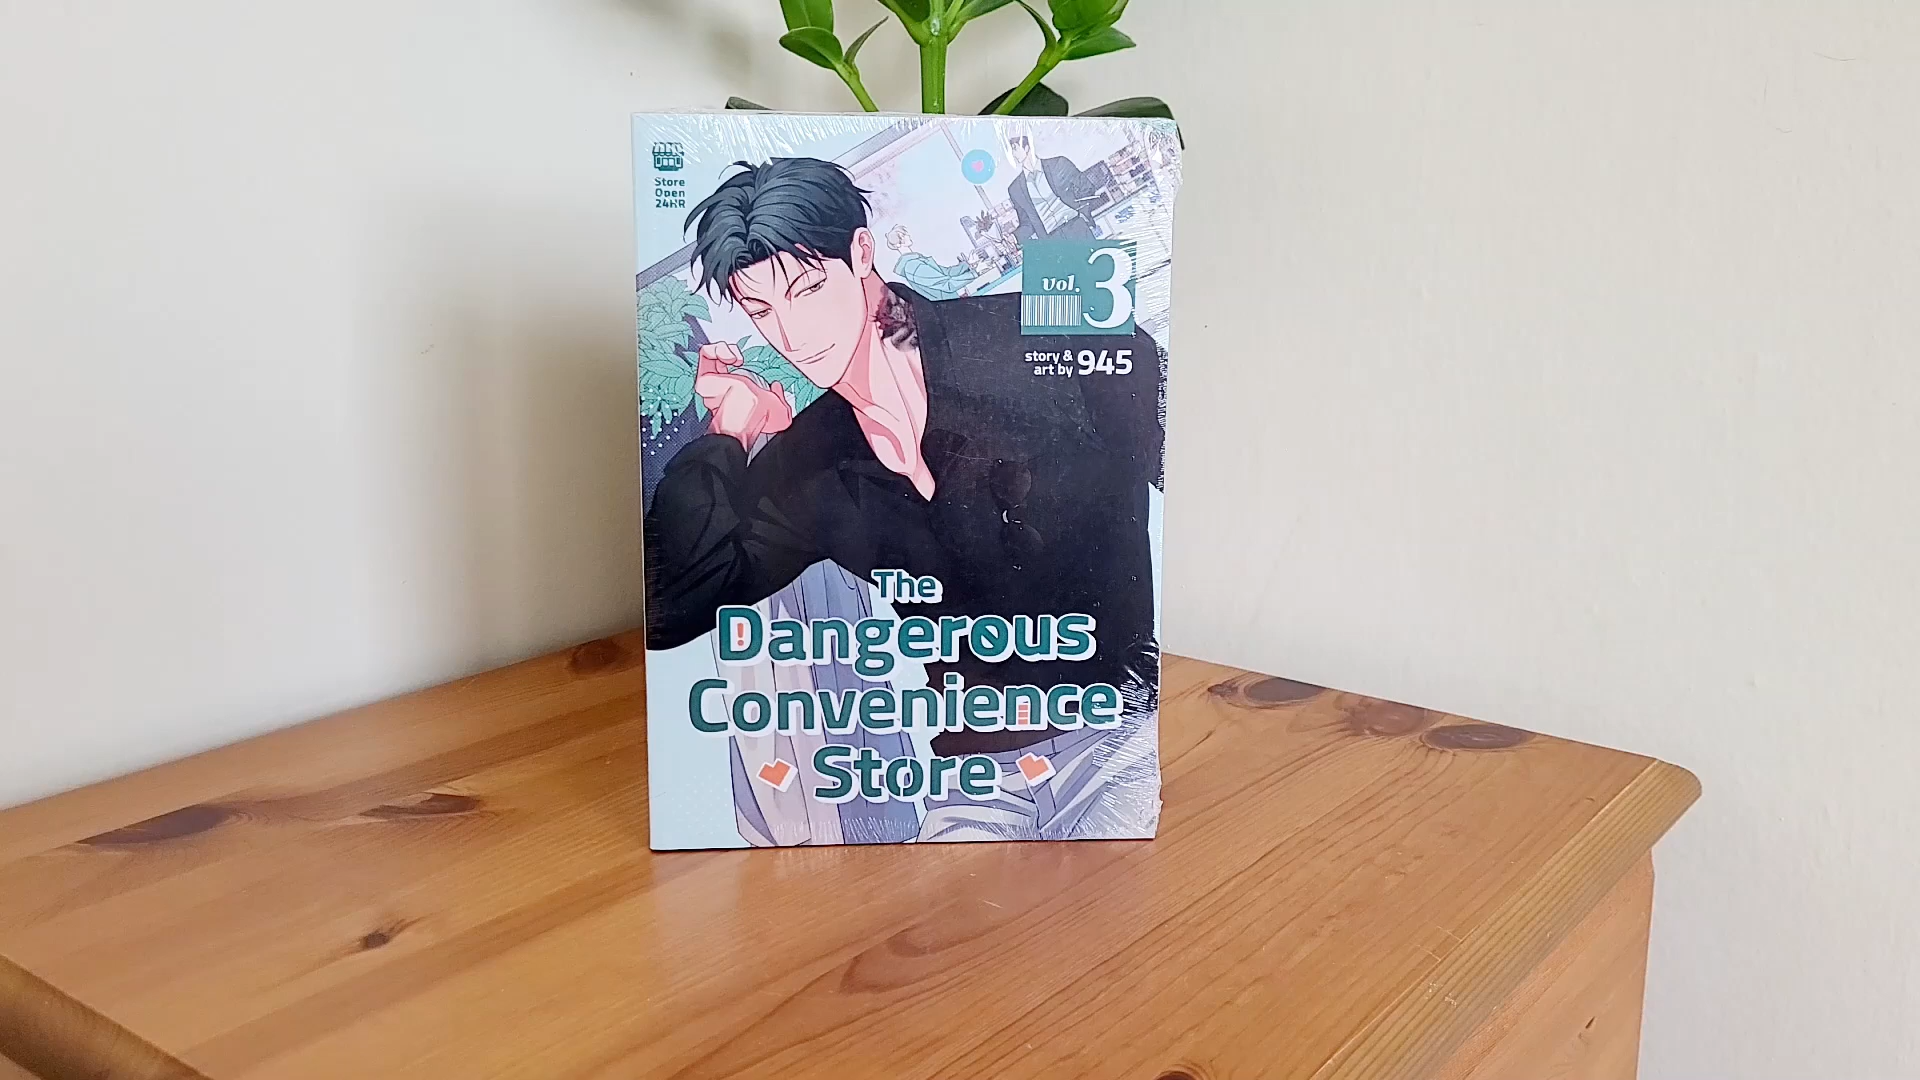 Store
Open
24HR
vol. 3
story &
art by 945
The
Dangerous
Convenience
Store